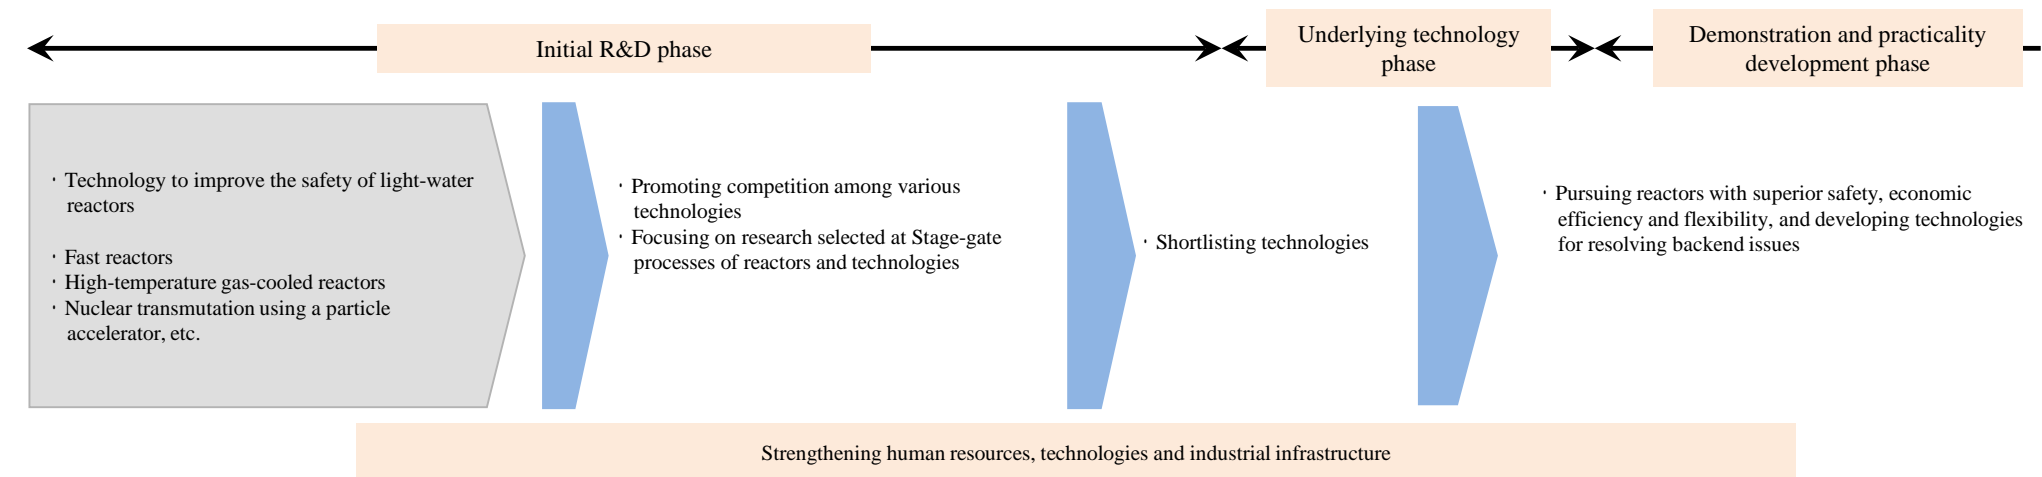 Initial R&D phase
Underlying technology
phase
Demonstration and practicality
development phase
・Technology to improve the safety of light-water
reactors
・Fast reactors
・High-temperature gas-cooled reactors
・Nuclear transmutation using a particle
accelerator, etc.
・Promoting competition among various
technologies
・Focusing on research selected at Stage-gate
processes of reactors and technologies
・Shortlisting technologies
・Pursuing reactors with superior safety, economic
efficiency and flexibility, and developing technologies
for resolving backend issues
Strengthening human resources, technologies and industrial infrastructure